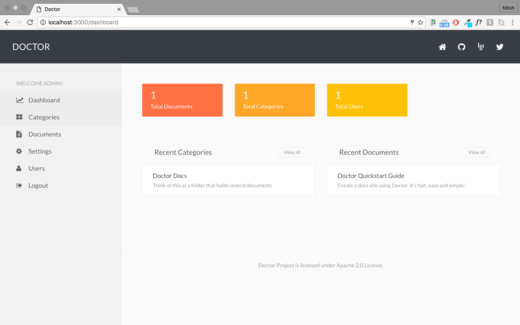 Doctor
Nitish
localhost:3000/dashboard
DOCTOR
WELCOME ADMIN!
Dashboard
Categories
Documents
Settings
Users
Logout
1
Total Documents
1
Total Categories
1
Total Users
Recent Categories
View all
Doctor Docs
Think of this as a folder that holds several documents
Recent Documents
View all
Doctor Quickstart Guide
Create a docs site using Doctor. It's fast, easy and simple!
Doctor Project is licensed under Apache 2.0 License.